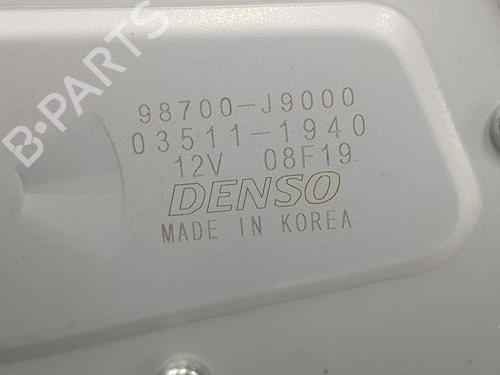 B-PARTS
98700-J9000
03511-1940
12V 08F19
DENSO
MADE IN KOREA